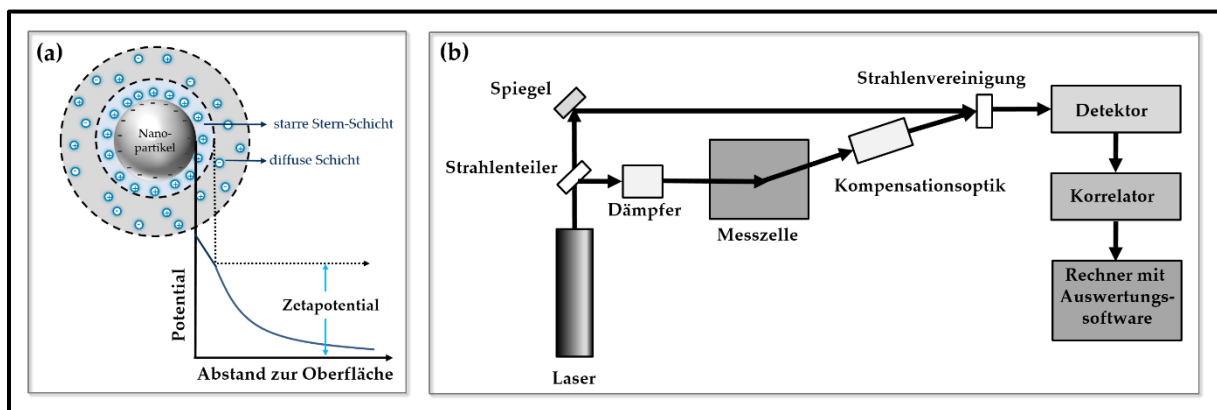 (a)
Nano-
partikel
starre Stern-Schicht
diffuse Schicht
Potential
Zetapotential
Abstand zur Oberfläche
(b)
Spiegel
Strahlenvereinigung
Detektor
Strahlenteiler
Dämpfer
Messzelle
Kompensationsoptik
Korrelator
Rechner mit
Auswertungs-
software
Laser